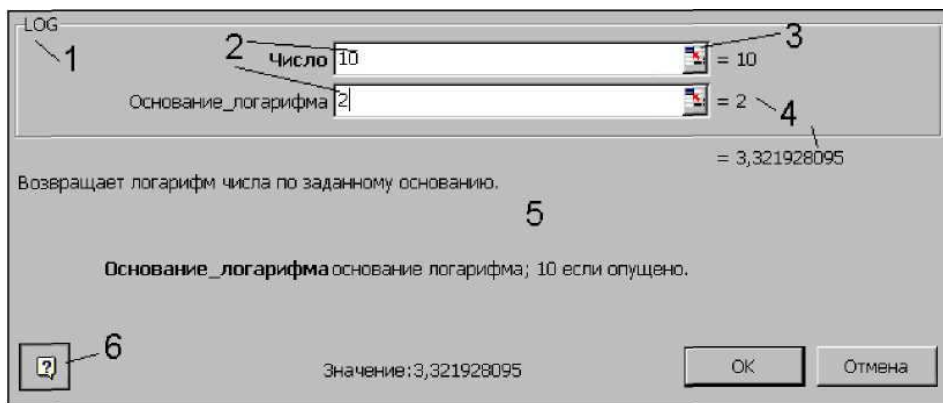 LOG
1
2
3
Число 10 = 10
Основание_логарифма 2 = 2
4
= 3,321928095
Возвращает логарифм числа по заданному основанию.
5
Основание_логарифма основание логарифма; 10 если опущено.
6
? Значение:3,321928095 OK Отмена